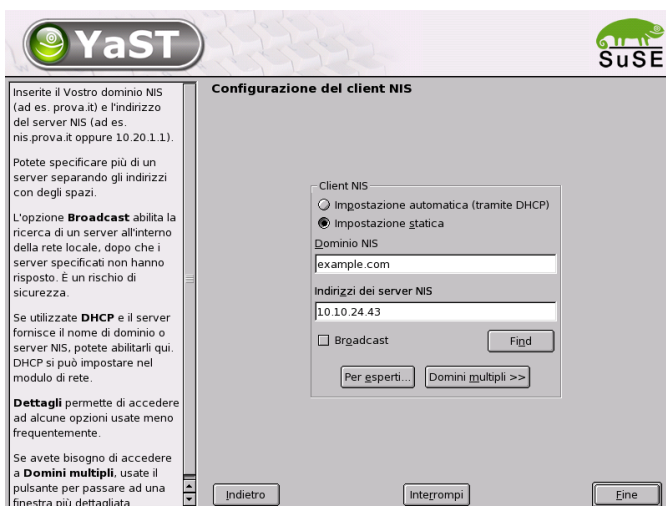 YaST
SuSE
Inserite il Vostro dominio NIS
(ad es. prova.it) e l'indirizzo
del server NIS (ad es.
nis.prova.it oppure 10.20.1.1).
Potete specificare più di un
server separando gli indirizzi
con degli spazi.
L'opzione Broadcast abilita la
ricerca di un server all'interno
della rete locale, dopo che i
server specificati non hanno
risposto. È un rischio di
sicurezza.
Se utilizzate DHCP e il server
fornisce il nome di dominio o
server NIS, potete abilitarli qui.
DHCP si può impostare nel
modulo di rete.
Dettagli permette di accedere
ad alcune opzioni usate meno
frequentemente.
Se avete bisogno di accedere
a Domini multipli, usate il
pulsante per passare ad una
finestra più dettagliata
Configurazione del client NIS
Client NIS
Impostazione automatica (tramite DHCP)
Impostazione statica
Dominio NIS
example.com
Indirizzi dei server NIS
10.10.24.43
Broadcast
Find
Per esperti...
Domini multipli >>
Indietro
Interrompi
Fine